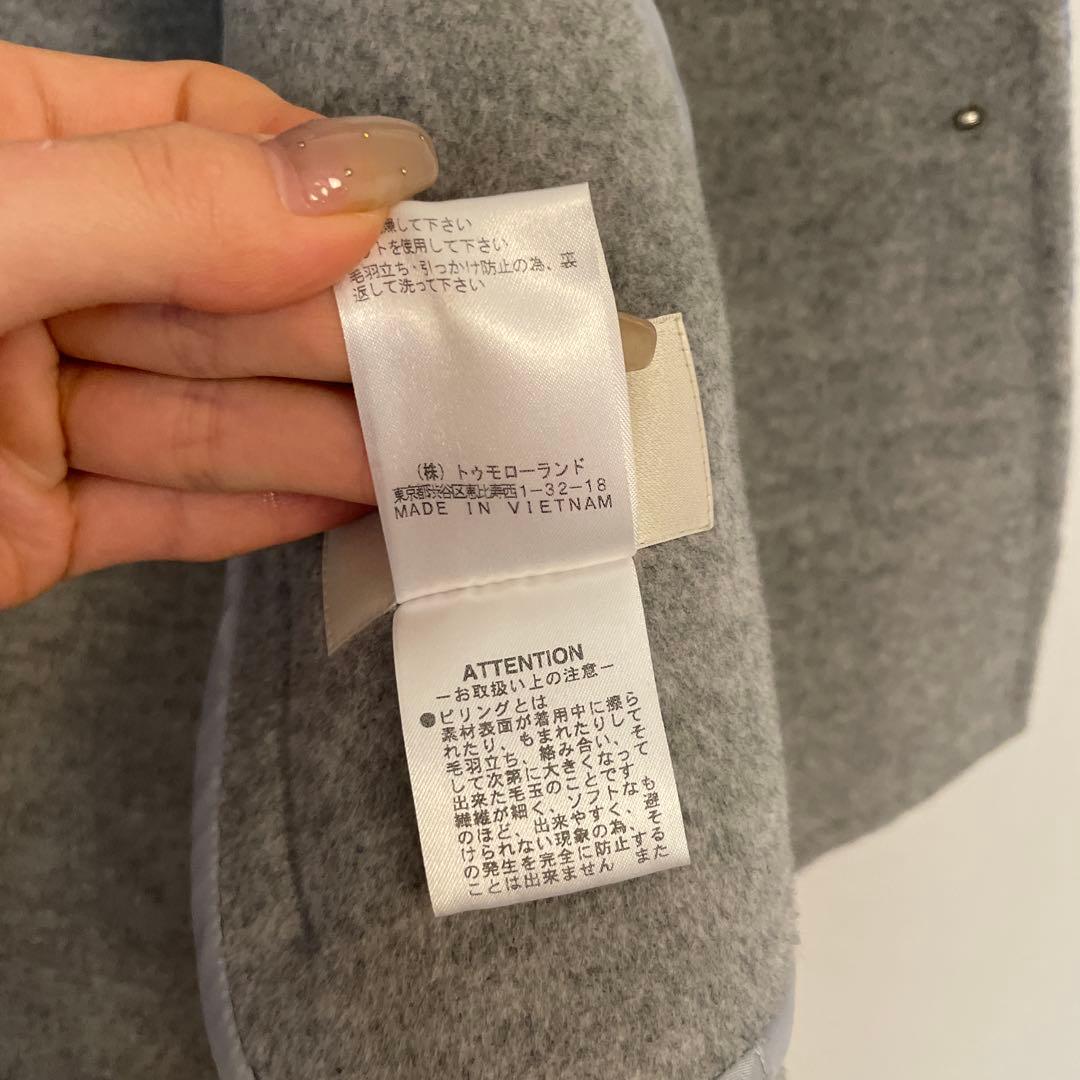 燥して下さい
ットを使用して下さい
毛羽立ち・引っかけ防止の為、裏
返して洗って下さい
(株) トゥモローランド
東京都渋谷区恵比寿西1-32-18
MADE IN VIETNAM
ATTENTION
ーお取扱い上の注意ー
●ピリングとは
素材表面が着用中に擦ら
れたり、もまれたりして
毛羽立ち、絡み合い、そ
して次第に大きくなって
出来た毛玉のことです
繊維が細く、ソフトなも
のほど、出来やすく、避
けられない現象の為、そ
の発生を完全に防止する
ことは出来ません また